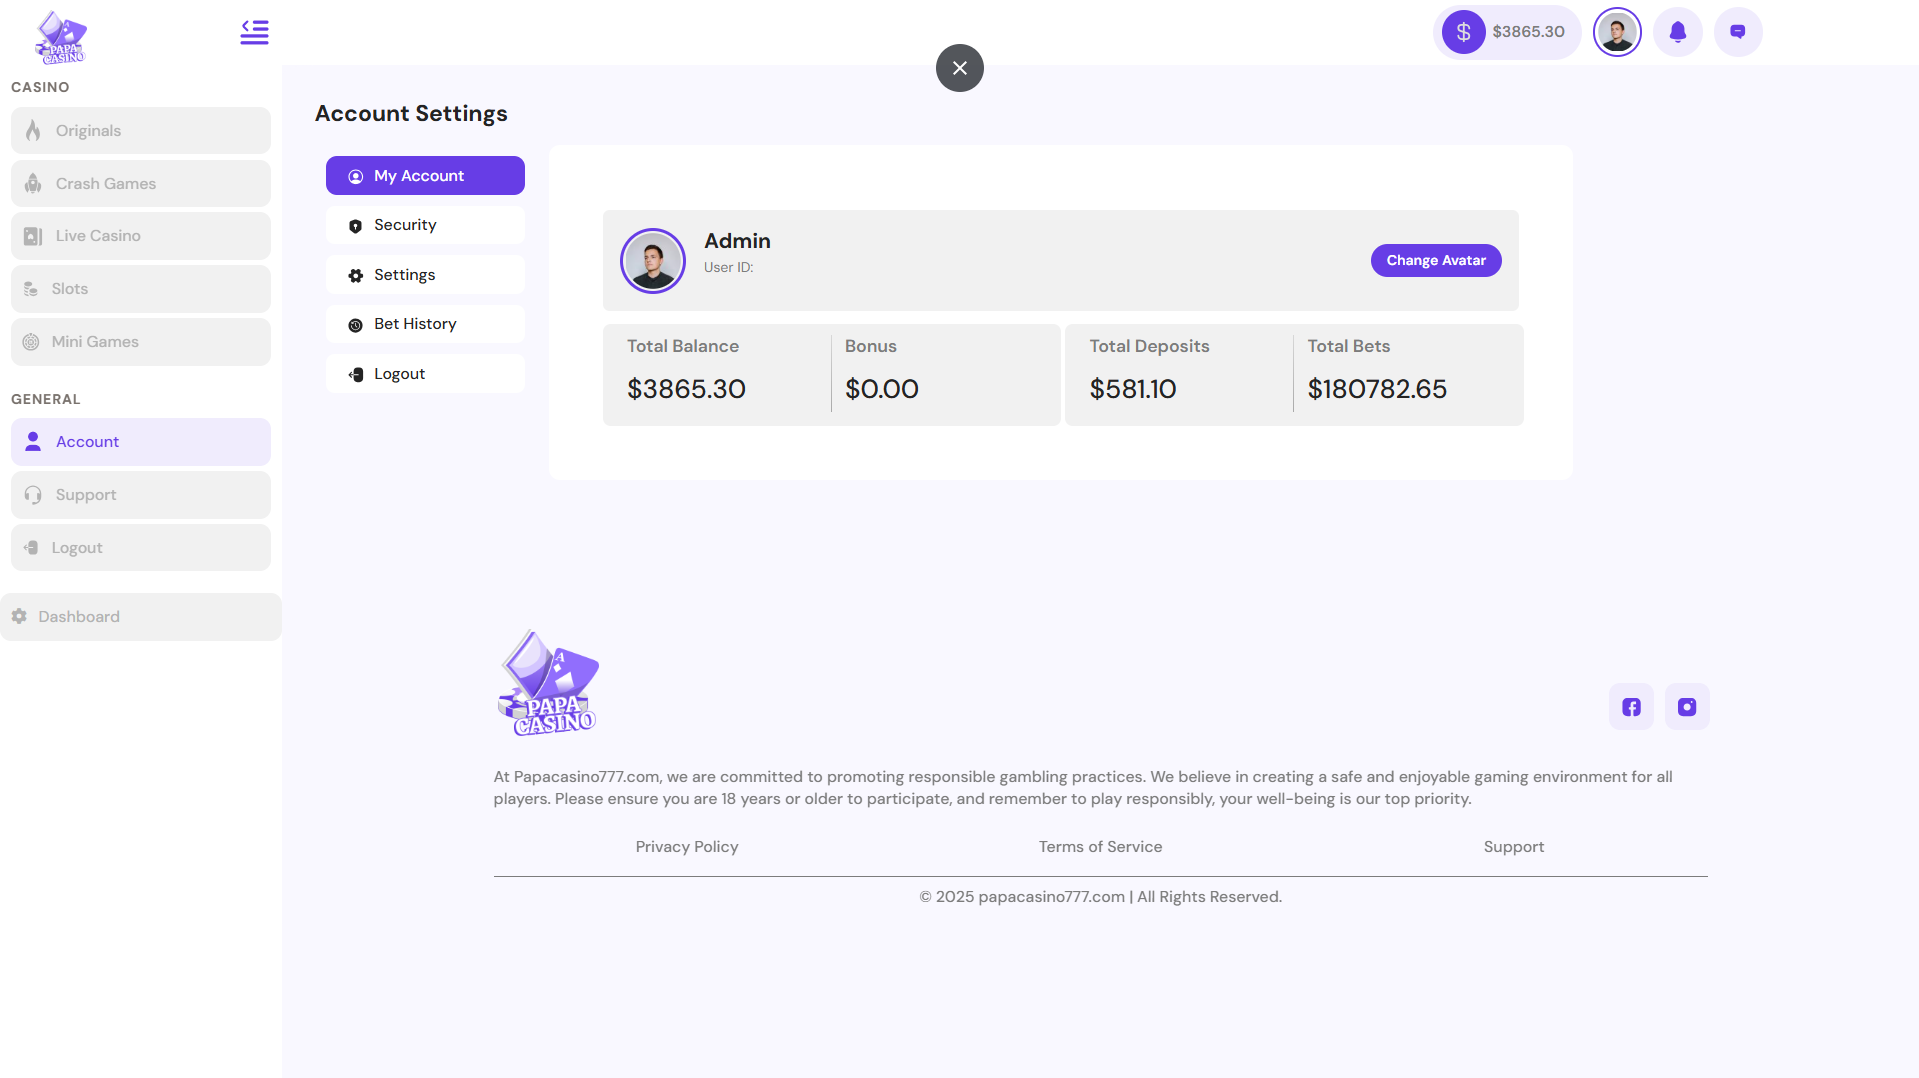 PAPA
CASINO
$3865.30
CASINO
Originals
Crash Games
Live Casino
Slots
Mini Games
GENERAL
Account
Support
Logout
Dashboard
Account Settings
My Account
Security
Settings
Bet History
Logout
Admin
User ID:
Change Avatar
Total Balance
$3865.30
Bonus
$0.00
Total Deposits
$581.10
Total Bets
$180782.65
A
PAPA
CASINO
At Papacasino777.com, we are committed to promoting responsible gambling practices. We believe in creating a safe and enjoyable gaming environment for all
players. Please ensure you are 18 years or older to participate, and remember to play responsibly, your well-being is our top priority.
Privacy Policy
Terms of Service
Support
© 2025 papacasino777.com | All Rights Reserved.